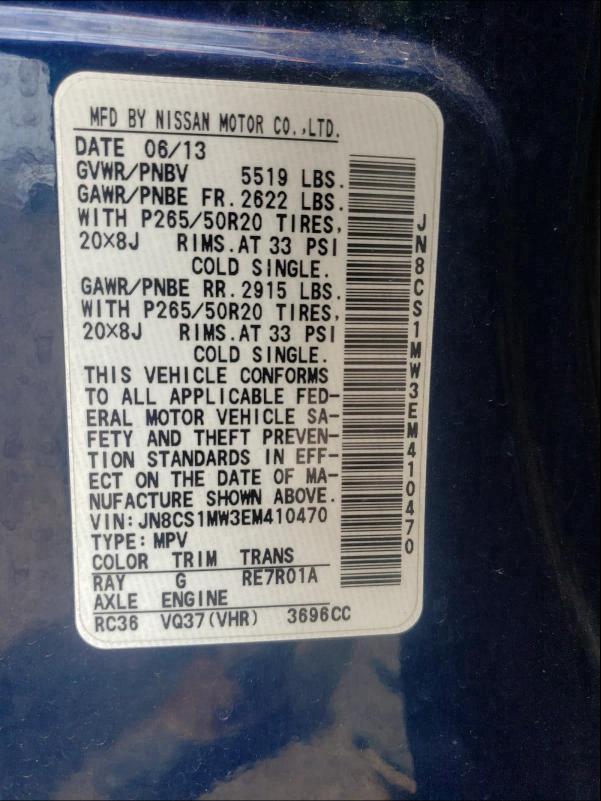 MFD BY NISSAN MOTOR CO.,LTD.
DATE 06/13
GVWR/PNBV 5519 LBS.
GAWR/PNBE FR. 2622 LBS.
WITH P265/50R20 TIRES,
20×8J RIMS.AT 33 PSI
COLD SINGLE.
GAWR/PNBE RR. 2915 LBS.
WITH P265/50R20 TIRES,
20×8J RIMS.AT 33 PSI
COLD SINGLE.
THIS VEHICLE CONFORMS
TO ALL APPLICABLE FED-
ERAL MOTOR VEHICLE SA-
FETY AND THEFT PREVEN-
TION STANDARDS IN EFF-
ECT ON THE DATE OF MA-
NUFACTURE SHOWN ABOVE.
VIN: JN8CS1MW3EM410470
TYPE: MPV
COLOR TRIM TRANS
RAY G RE7R01A
AXLE ENGINE
RC36 VQ37(VHR) 3696CC
JN8CS1MW3EM410470